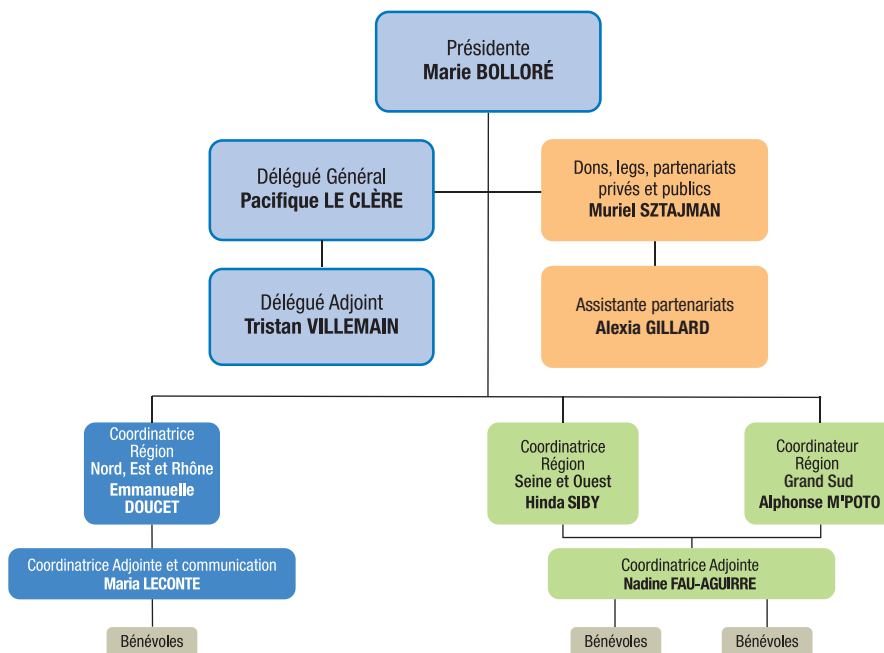 Présidente
Marie BOLLORÉ
Délégué Général
Pacifique LE CLÈRE
Dons, legs, partenariats
privés et publics
Muriel SZTAJMAN
Délégué Adjoint
Tristan VILLEMAIN
Assistante partenariats
Alexia GILLARD
Coordinatrice
Région
Nord, Est et Rhône
Emmanuelle
DOUCET
Coordinatrice
Région
Seine et Ouest
Hinda SIBY
Coordinateur
Région
Grand Sud
Alphonse M'POTO
Coordinatrice Adjointe et communication
Maria LECONTE
Coordinatrice Adjointe
Nadine FAU-AGUIRRE
Bénévoles
Bénévoles
Bénévoles